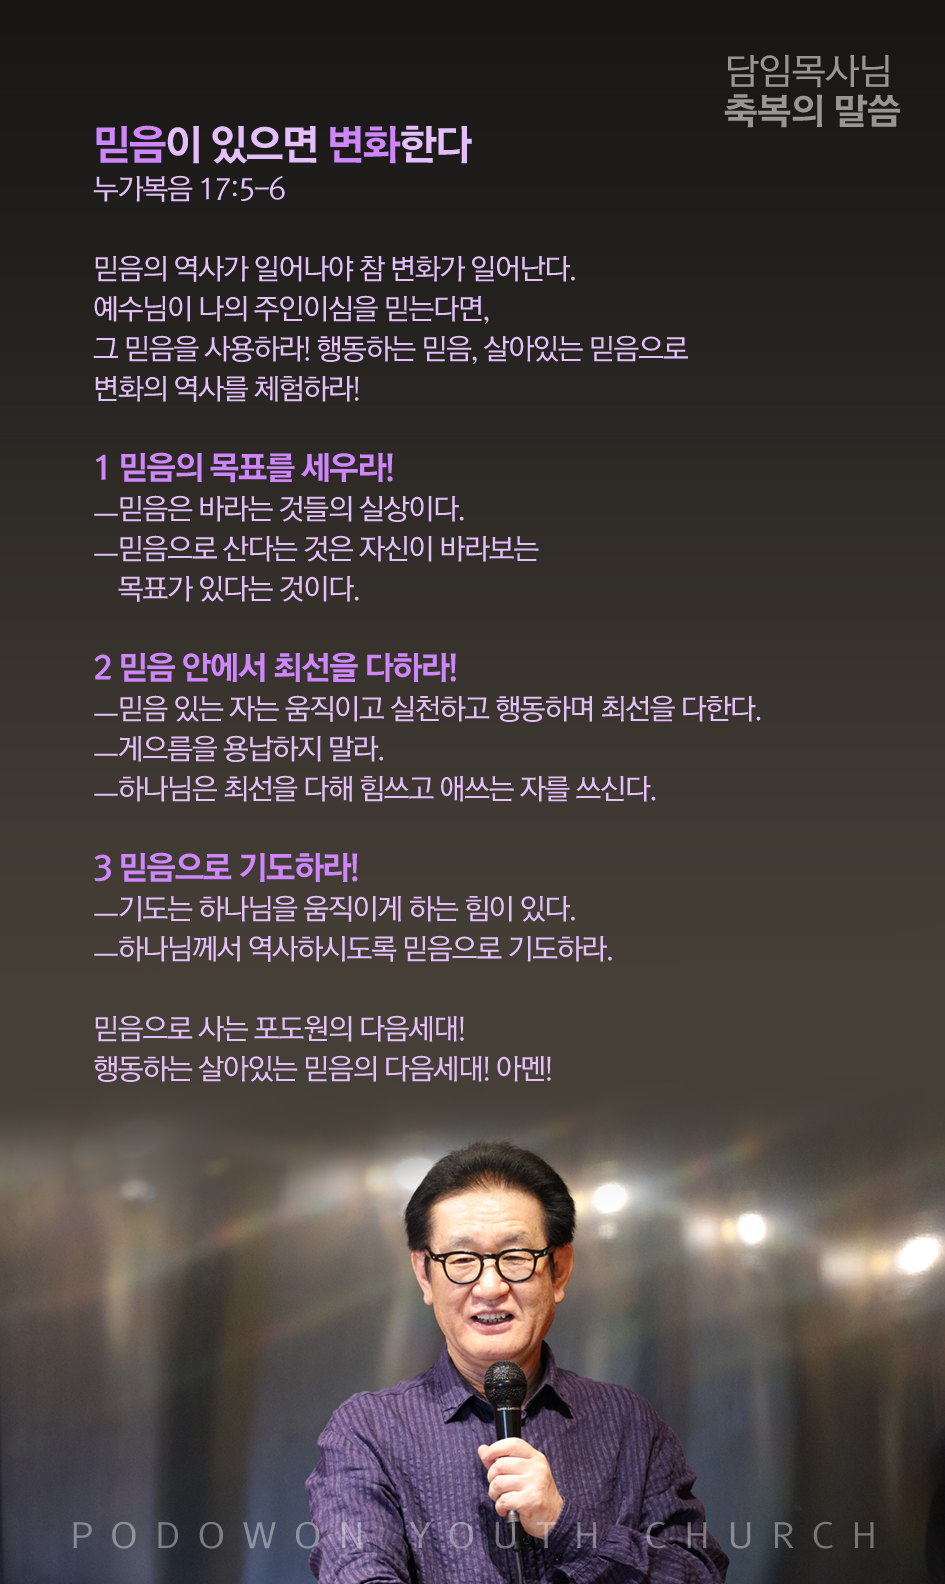 담임목사님
축복의 말씀
믿음이 있으면 변화한다
누가복음 17:5-6
믿음의 역사가 일어나야 참 변화가 일어난다.
예수님이 나의 주인이심을 믿는다면,
그 믿음을 사용하라! 행동하는 믿음, 살아있는 믿음으로
변화의 역사를 체험하라!
1 믿음의 목표를 세우라!
—믿음은 바라는 것들의 실상이다.
—믿음으로 산다는 것은 자신이 바라보는
목표가 있다는 것이다.
2 믿음 안에서 최선을 다하라!
—믿음 있는 자는 움직이고 실천하고 행동하며 최선을 다한다.
—게으름을 용납하지 말라.
—하나님은 최선을 다해 힘쓰고 애쓰는 자를 쓰신다.
3 믿음으로 기도하라!
—기도는 하나님을 움직이게 하는 힘이 있다.
—하나님께서 역사하시도록 믿음으로 기도하라.
믿음으로 사는 포도원의 다음세대!
행동하는 살아있는 믿음의 다음세대! 아멘!
PODOWON YOUTH CHURCH